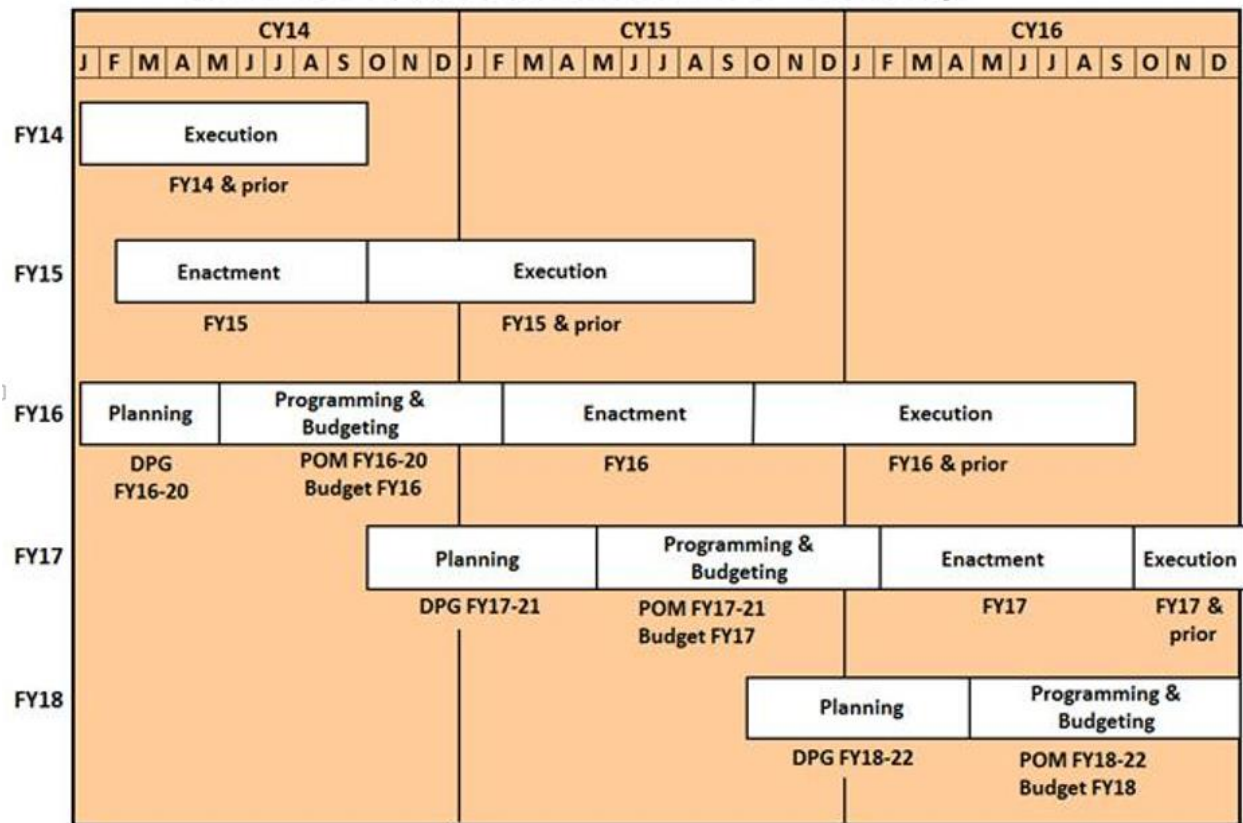 CY14 CY15 CY16
J F M A M J J A S O N D J F M A M J J A S O N D J F M A M J J A S O N D
FY14
Execution
FY14 & prior
FY15
Enactment
Execution
FY15
FY15 & prior
FY16
Planning
Programming &
Budgeting
Enactment
Execution
DPG
FY16-20
POM FY16-20
Budget FY16
FY16
FY16 & prior
FY17
Planning
Programming &
Budgeting
Enactment
Execution
DPG FY17-21
POM FY17-21
Budget FY17
FY17
FY17 &
prior
FY18
Planning
Programming &
Budgeting
DPG FY18-22
POM FY18-22
Budget FY18